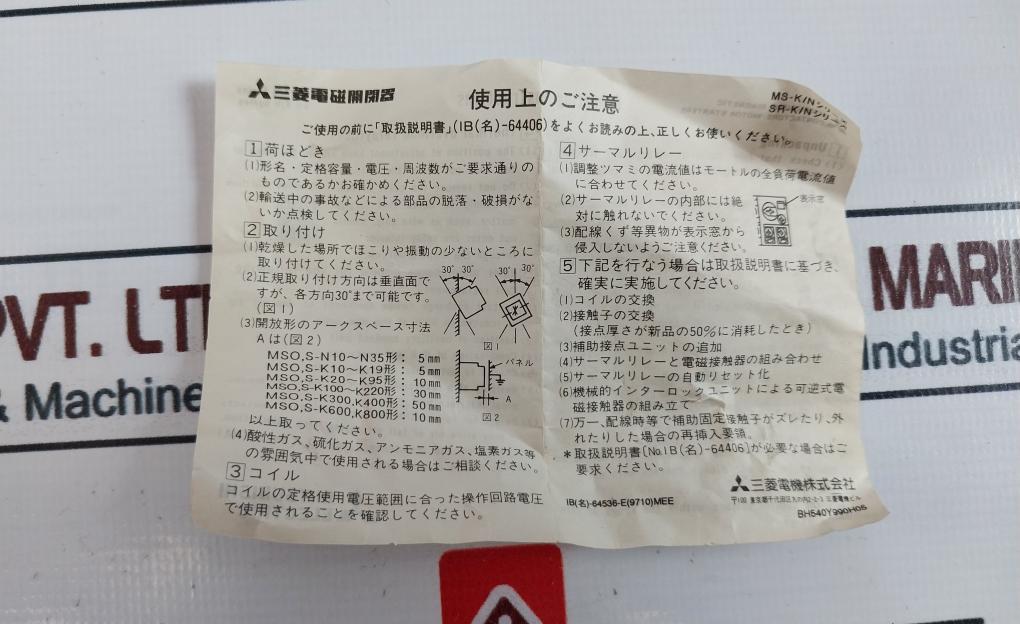 三菱電磁開閉器
使用上のご注意
MS-K/Nシリーズ
SR-K/Nシリーズ
ご使用の前に「取扱説明書」(IB(名)-64406)をよくお読みの上、正しくお使いください。
1 荷ほどき
(1)形名・定格容量・電圧・周波数がご要求通りの
ものであるかお確かめください。
(2)輸送中の事故などによる部品の脱落・破損がな
いか点検してください。
2 取り付け
(1)乾燥した場所でほこりや振動の少ないところに
取り付けてください。
(2)正規取り付け方向は垂直面で
すが、各方向30°まで可能です。
(図1)
30° 30°
30° 30°
図1
(3)開放形のアークスペース寸法
Aは(図2)
MSO,S-N10~N35形: 5mm
MSO,S-K10~K19形: 5mm
MSO,S-K20~K95形: 10mm
MSO,S-K100~K220形: 30mm
MSO,S-K300,K400形: 50mm
MSO,S-K600,K800形: 10mm
パネル
A
図2
以上取ってください。
(4)酸性ガス、硫化ガス、アンモニアガス、塩素ガス等
の雰囲気中で使用される場合はご相談ください。
3 コイル
コイルの定格使用電圧範囲に合った操作回路電圧
で使用されることを確認してください。
4 サーマルリレー
(1)調整ツマミの電流値はモートルの全負荷電流値
に合わせてください。
(2)サーマルリレーの内部には絶
対に触れないでください。
(3)配線くず等異物が表示窓から
侵入しないようご注意ください。
表示窓
5 下記を行なう場合は取扱説明書に基づき、
確実に実施してください。
(1)コイルの交換
(2)接触子の交換
(接点厚さが新品の50%に消耗したとき)
(3)補助接点ユニットの追加
(4)サーマルリレーと電磁接触器の組み合わせ
(5)サーマルリレーの自動リセット化
(6)機械的インターロックユニットによる可逆式電
磁接触器の組み立て
(7)万一、配線時等で補助固定接触子がズレたり、外
れたりした場合の再挿入要領。
*取扱説明書[No.IB(名)-64406]が必要な場合はご
要求ください。
IB(名)-64536-E(9710)MEE
三菱電機株式会社
〒100 東京都千代田区丸の内2-2-3 三菱電機ビル
BH540Y990H05
PVT. LT
& Machine
MARI
Industria